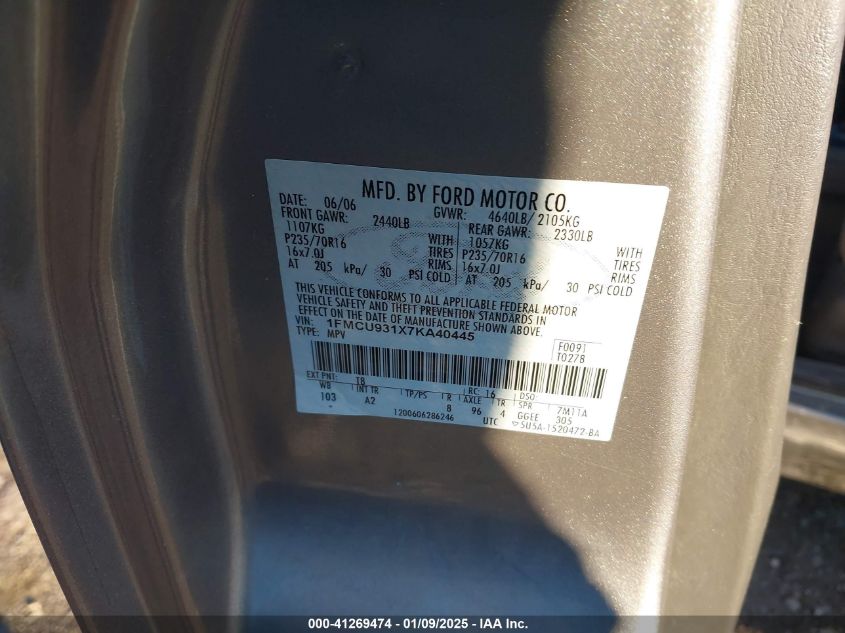 MFD. BY FORD MOTOR CO.
DATE: 06/06 GVWR: 4640LB/ 2105KG
FRONT GAWR: 2440LB REAR GAWR: 2330LB
1107KG WITH 1057KG WITH
P235/70R16 TIRES P235/70R16 TIRES
16x7.0J RIMS 16x7.0J RIMS
AT 205 kPa/ 30 PSI COLD AT 205 kPa/ 30 PSI COLD
THIS VEHICLE CONFORMS TO ALL APPLICABLE FEDERAL MOTOR
VEHICLE SAFETY AND THEFT PREVENTION STANDARDS IN
EFFECT ON THE DATE OF MANUFACTURE SHOWN ABOVE.
VIN: 1FMCU931X7KA40445 F0091
TYPE: MPV T0278
EXT PNT: T8 RC: 16 DSO:
WB INT TR TP/PS R AXLE TR SPR 7M11A
103 A2 8 96 4 GGEE 305
1200606286246 UTC 5U5A-1520472-BA
000-41269474 | 01/09/2025 | IAA Inc.